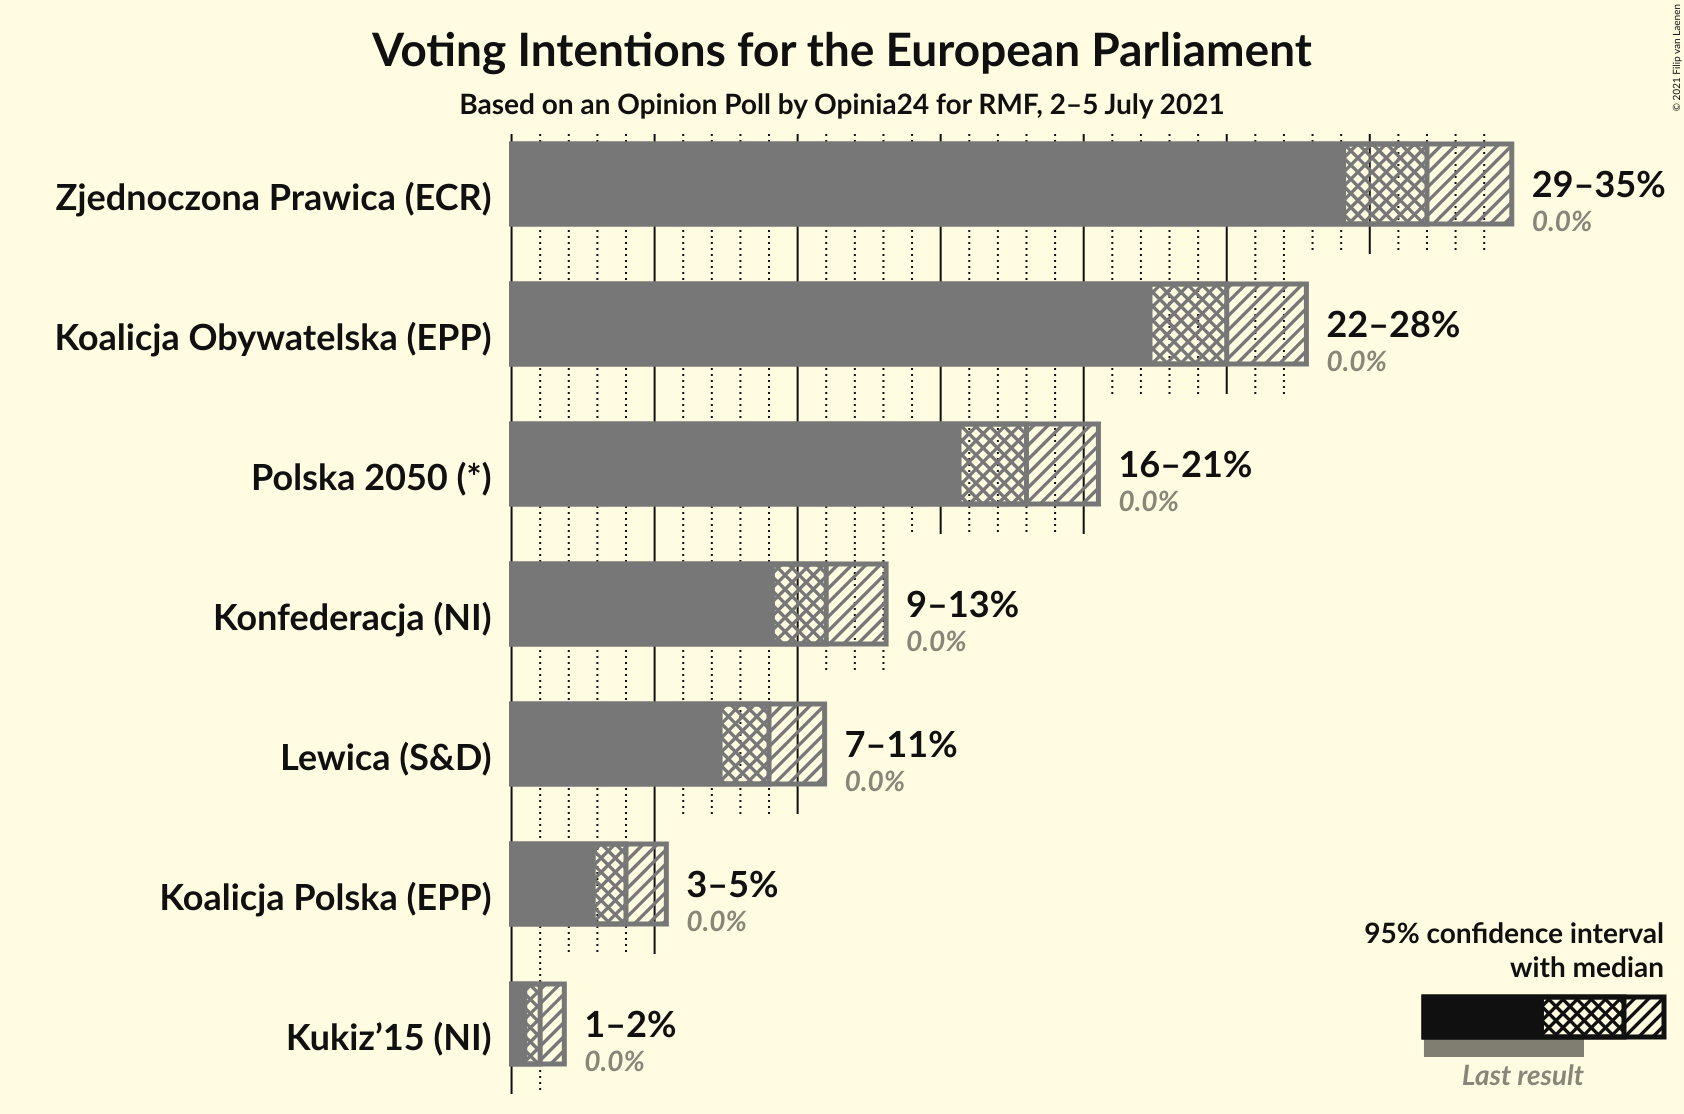 Voting Intentions for the European Parliament
Based on an Opinion Poll by Opinia24 for RMF, 2–5 July 2021
© 2021 Filip van Laenen
Zjednoczona Prawica (ECR)
29–35%
0.0%
Koalicja Obywatelska (EPP)
22–28%
0.0%
Polska 2050 (*)
16–21%
0.0%
Konfederacja (NI)
9–13%
0.0%
Lewica (S&D)
7–11%
0.0%
Koalicja Polska (EPP)
3–5%
0.0%
Kukiz’15 (NI)
1–2%
0.0%
95% confidence interval
with median
Last result